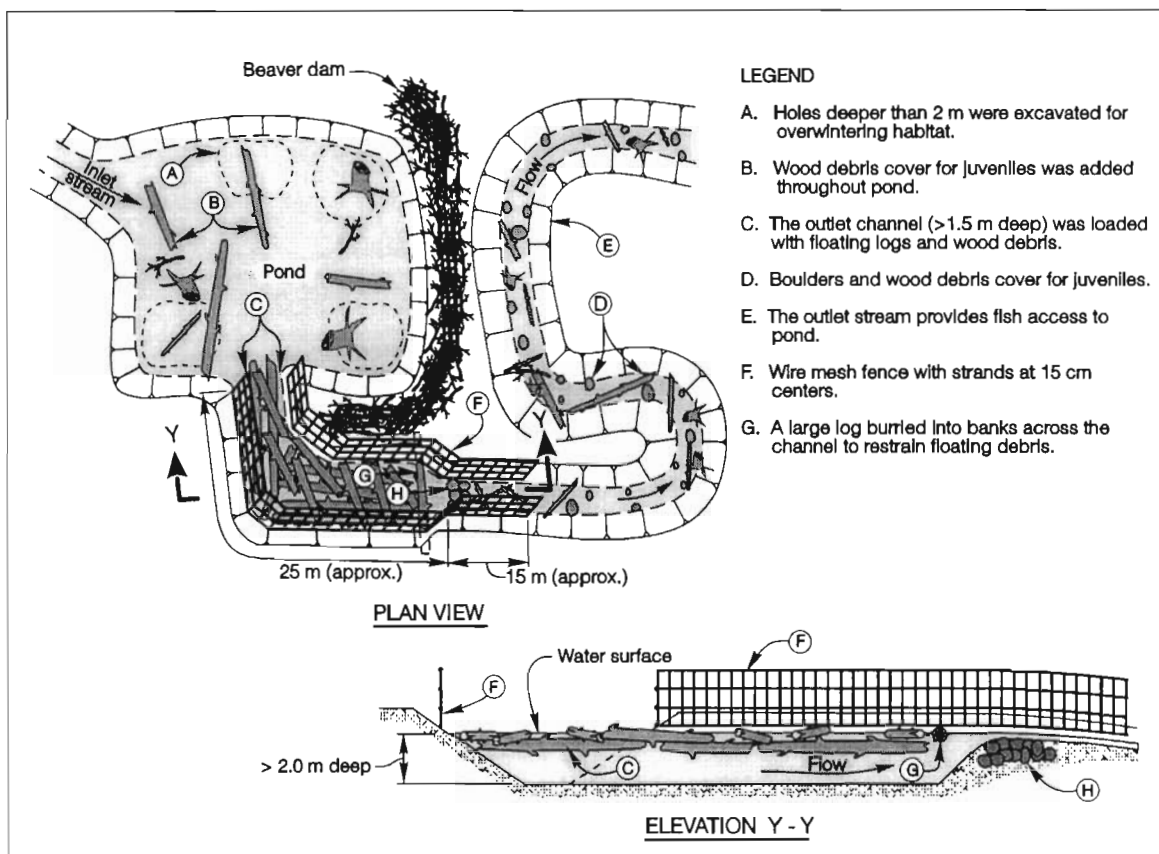 Beaver dam
Inlet
stream
A
B
Pond
C
Flow
E
D
F
Y
Y
G
H
25 m (approx.)
15 m (approx.)
PLAN VIEW
LEGEND
A. Holes deeper than 2 m were excavated for
overwintering habitat.
B. Wood debris cover for juveniles was added
throughout pond.
C. The outlet channel (>1.5 m deep) was loaded
with floating logs and wood debris.
D. Boulders and wood debris cover for juveniles.
E. The outlet stream provides fish access to
pond.
F. Wire mesh fence with strands at 15 cm
centers.
G. A large log burried into banks across the
channel to restrain floating debris.
Water surface
F
F
> 2.0 m deep
C
Flow
G
H
ELEVATION Y - Y